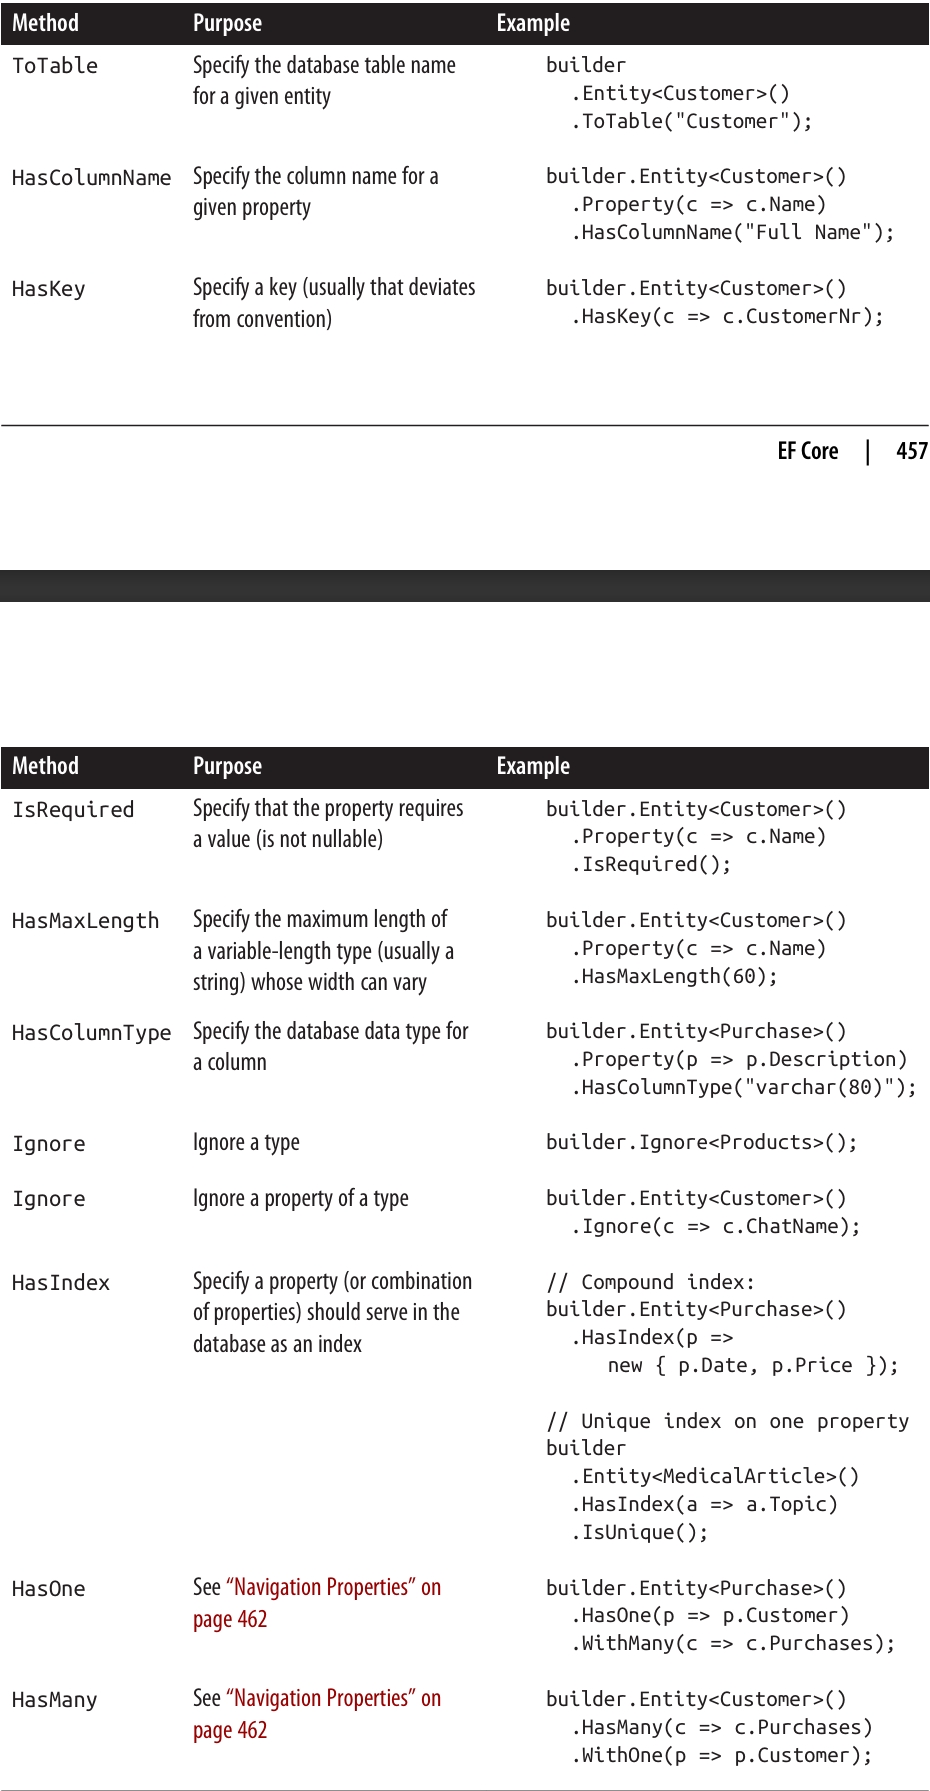 Method Purpose Example
ToTable Specify the database table name builder
for a given entity .Entity<Customer>()
.ToTable("Customer");
HasColumnName Specify the column name for a builder.Entity<Customer>()
given property .Property(c => c.Name)
.HasColumnName("Full Name");
HasKey Specify a key (usually that deviates builder.Entity<Customer>()
from convention) .HasKey(c => c.CustomerNr);
EF Core | 457
Method Purpose Example
IsRequired Specify that the property requires builder.Entity<Customer>()
a value (is not nullable) .Property(c => c.Name)
.IsRequired();
HasMaxLength Specify the maximum length of builder.Entity<Customer>()
a variable-length type (usually a .Property(c => c.Name)
string) whose width can vary .HasMaxLength(60);
HasColumnType Specify the database data type for builder.Entity<Purchase>()
a column .Property(p => p.Description)
.HasColumnType("varchar(80)");
Ignore Ignore a type builder.Ignore<Products>();
Ignore Ignore a property of a type builder.Entity<Customer>()
.Ignore(c => c.ChatName);
HasIndex Specify a property (or combination // Compound index:
of properties) should serve in the builder.Entity<Purchase>()
database as an index .HasIndex(p =>
new { p.Date, p.Price });
// Unique index on one property
builder
.Entity<MedicalArticle>()
.HasIndex(a => a.Topic)
.IsUnique();
HasOne See “Navigation Properties” on builder.Entity<Purchase>()
page 462 .HasOne(p => p.Customer)
.WithMany(c => c.Purchases);
HasMany See “Navigation Properties” on builder.Entity<Customer>()
page 462 .HasMany(c => c.Purchases)
.WithOne(p => p.Customer);